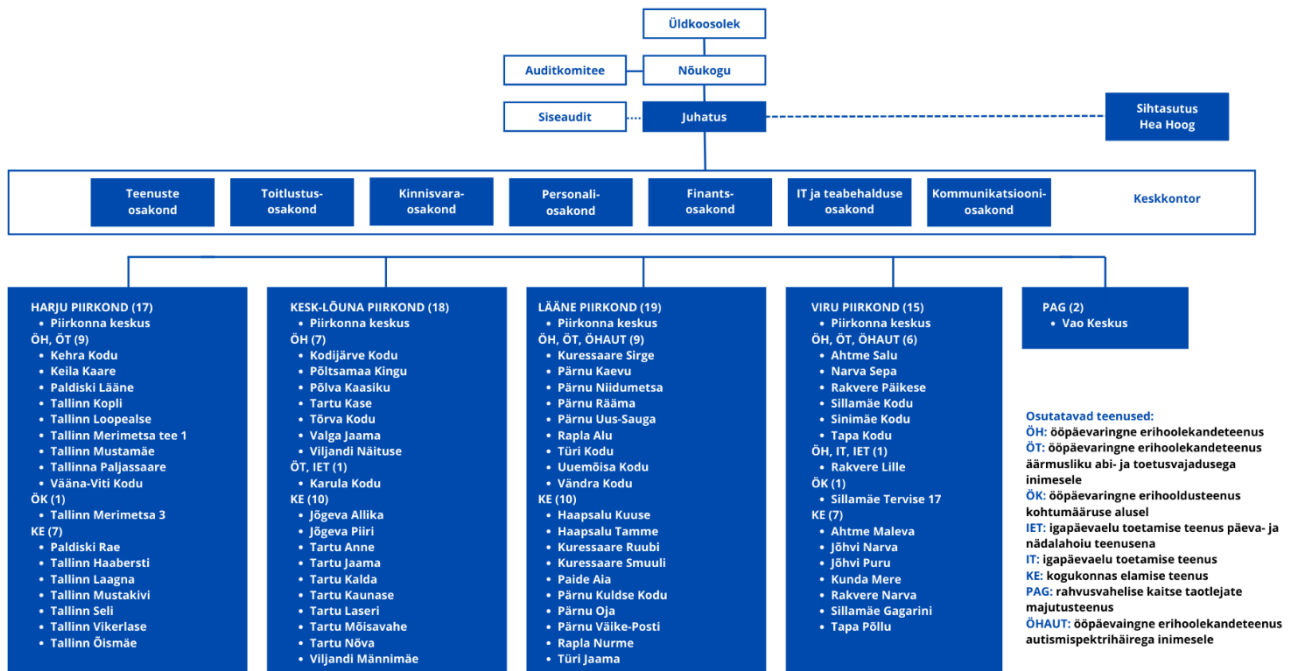 Üldkoosolek
Auditkomitee
Nõukogu
Siseaudit
Juhatus
Sihtasutus
Hea Hoog
Teenuste
osakond
Toitlustus-
osakond
Kinnisvara-
osakond
Personali-
osakond
Finants-
osakond
IT ja teabehalduse
osakond
Kommunikatsiooni-
osakond
Keskkontor
HARJU PIIRKOND (17)
• Piirkonna keskus
ÖH, ÖT (9)
• Kehra Kodu
• Keila Kaare
• Paldiski Lääne
• Tallinn Kopli
• Tallinn Loopealse
• Tallinn Merimetsa tee 1
• Tallinn Mustamäe
• Tallinna Paljassaare
• Vääna-Viti Kodu
ÖK (1)
• Tallinn Merimetsa 3
KE (7)
• Paldiski Rae
• Tallinn Haabersti
• Tallinn Laagna
• Tallinn Mustakivi
• Tallinn Seli
• Tallinn Vikerlase
• Tallinn Õismäe
KESK-LÕUNA PIIRKOND (18)
• Piirkonna keskus
ÖH (7)
• Kodijärve Kodu
• Põltsamaa Kingu
• Põlva Kaasiku
• Tartu Kase
• Tõrva Kodu
• Valga Jaama
• Viljandi Näituse
ÖT, IET (1)
• Karula Kodu
KE (10)
• Jõgeva Allika
• Jõgeva Piiri
• Tartu Anne
• Tartu Jaama
• Tartu Kalda
• Tartu Kaunase
• Tartu Laseri
• Tartu Mõisavahe
• Tartu Nõva
• Viljandi Männimäe
LÄÄNE PIIRKOND (19)
• Piirkonna keskus
ÖH, ÖT, ÖHAUT (9)
• Kuressaare Sirge
• Pärnu Kaevu
• Pärnu Niidumetsa
• Pärnu Rääma
• Pärnu Uus-Sauga
• Rapla Alu
• Türi Kodu
• Uuemõisa Kodu
• Vändra Kodu
KE (10)
• Haapsalu Kuuse
• Haapsalu Tamme
• Kuressaare Ruubi
• Kuressaare Smuuli
• Paide Aia
• Pärnu Kuldse Kodu
• Pärnu Oja
• Pärnu Väike-Posti
• Rapla Nurme
• Türi Jaama
VIRU PIIRKOND (15)
• Piirkonna keskus
ÖH, ÖT, ÖHAUT (6)
• Ahtme Salu
• Narva Sepa
• Rakvere Päikese
• Sillamäe Kodu
• Sinimäe Kodu
• Tapa Kodu
ÖH, IT, IET (1)
• Rakvere Lille
ÖK (1)
• Sillamäe Tervise 17
KE (7)
• Ahtme Maleva
• Jõhvi Narva
• Jõhvi Puru
• Kunda Mere
• Rakvere Narva
• Sillamäe Gagarini
• Tapa Põllu
PAG (2)
• Vao Keskus
Osutatavad teenused:
ÖH: ööpäevaringne erihoolekandeteenus
ÖT: ööpäevaringne erihoolekandeteenus
äärmusliku abi- ja toetusvajadusega
inimesele
ÖK: ööpäevaringne erihooldusteenus
kohtumääruse alusel
IET: igapäevaelu toetamise teenus päeva- ja
nädalahoiu teenusena
IT: igapäevaelu toetamise teenus
KE: kogukonnas elamise teenus
PAG: rahvusvahelise kaitse taotlejate
majutusteenus
ÖHAUT: ööpäevaingne erihoolekandeteenus
autismispektrihäirega inimesele